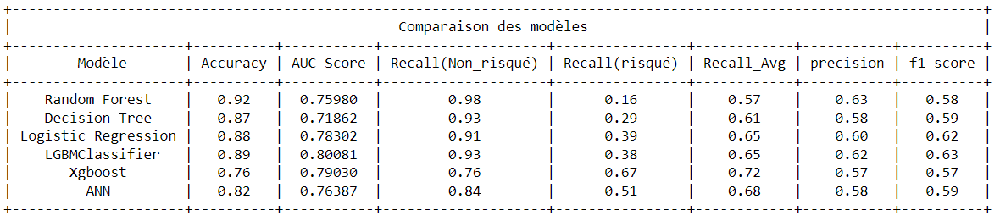 Comparaison des modèles
Modèle | Accuracy | AUC Score | Recall(Non_risqué) | Recall(risqué) | Recall_Avg | precision | f1-score
Random Forest | 0.92 | 0.75980 | 0.98 | 0.16 | 0.57 | 0.63 | 0.58
Decision Tree | 0.87 | 0.71862 | 0.93 | 0.29 | 0.61 | 0.58 | 0.59
Logistic Regression | 0.88 | 0.78302 | 0.91 | 0.39 | 0.65 | 0.60 | 0.62
LGBMClassifier | 0.89 | 0.80081 | 0.93 | 0.38 | 0.65 | 0.62 | 0.63
Xgboost | 0.76 | 0.79030 | 0.76 | 0.67 | 0.72 | 0.57 | 0.57
ANN | 0.82 | 0.76387 | 0.84 | 0.51 | 0.68 | 0.58 | 0.59